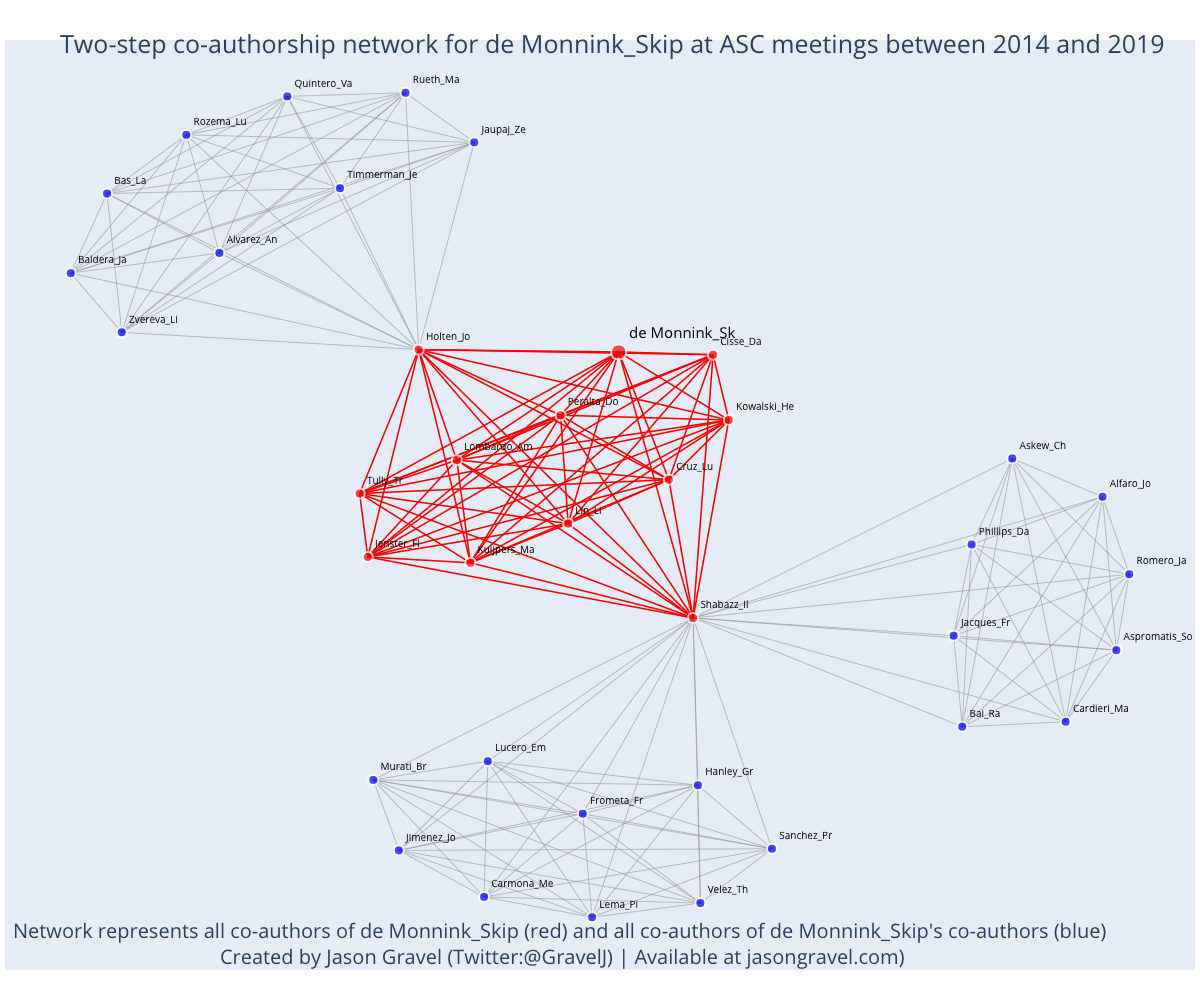 Two-step co-authorship network for de Monnink_Skip at ASC meetings between 2014 and 2019
Rueth_Ma
Quintero_Va
Rozema_Lu
Jaupaj_Ze
Timmerman_Je
Bas_La
Alvarez_An
Baldera_Ja
Zvereva_Li
Holten_Jo
de Monnink_Sk
Cisse_Da
Peralta_Do
Kowalski_He
Lombardo_Am
Askew_Ch
Cruz_Lu
Tully_Tr
Alfaro_Jo
Lin_Li
Phillips_Da
Jenster_Fi
Kuijpers_Ma
Romero_Ja
Shabazz_Il
Jacques_Fr
Aspromatis_So
Bai_Ra
Cardieri_Ma
Lucero_Em
Murati_Br
Hanley_Gr
Frometa_Fr
Jimenez_Jo
Sanchez_Pr
Carmona_Me
Velez_Th
Lema_Pi
Network represents all co-authors of de Monnink_Skip (red) and all co-authors of de Monnink_Skip's co-authors (blue)
Created by Jason Gravel (Twitter:@GravelJ) | Available at jasongravel.com)